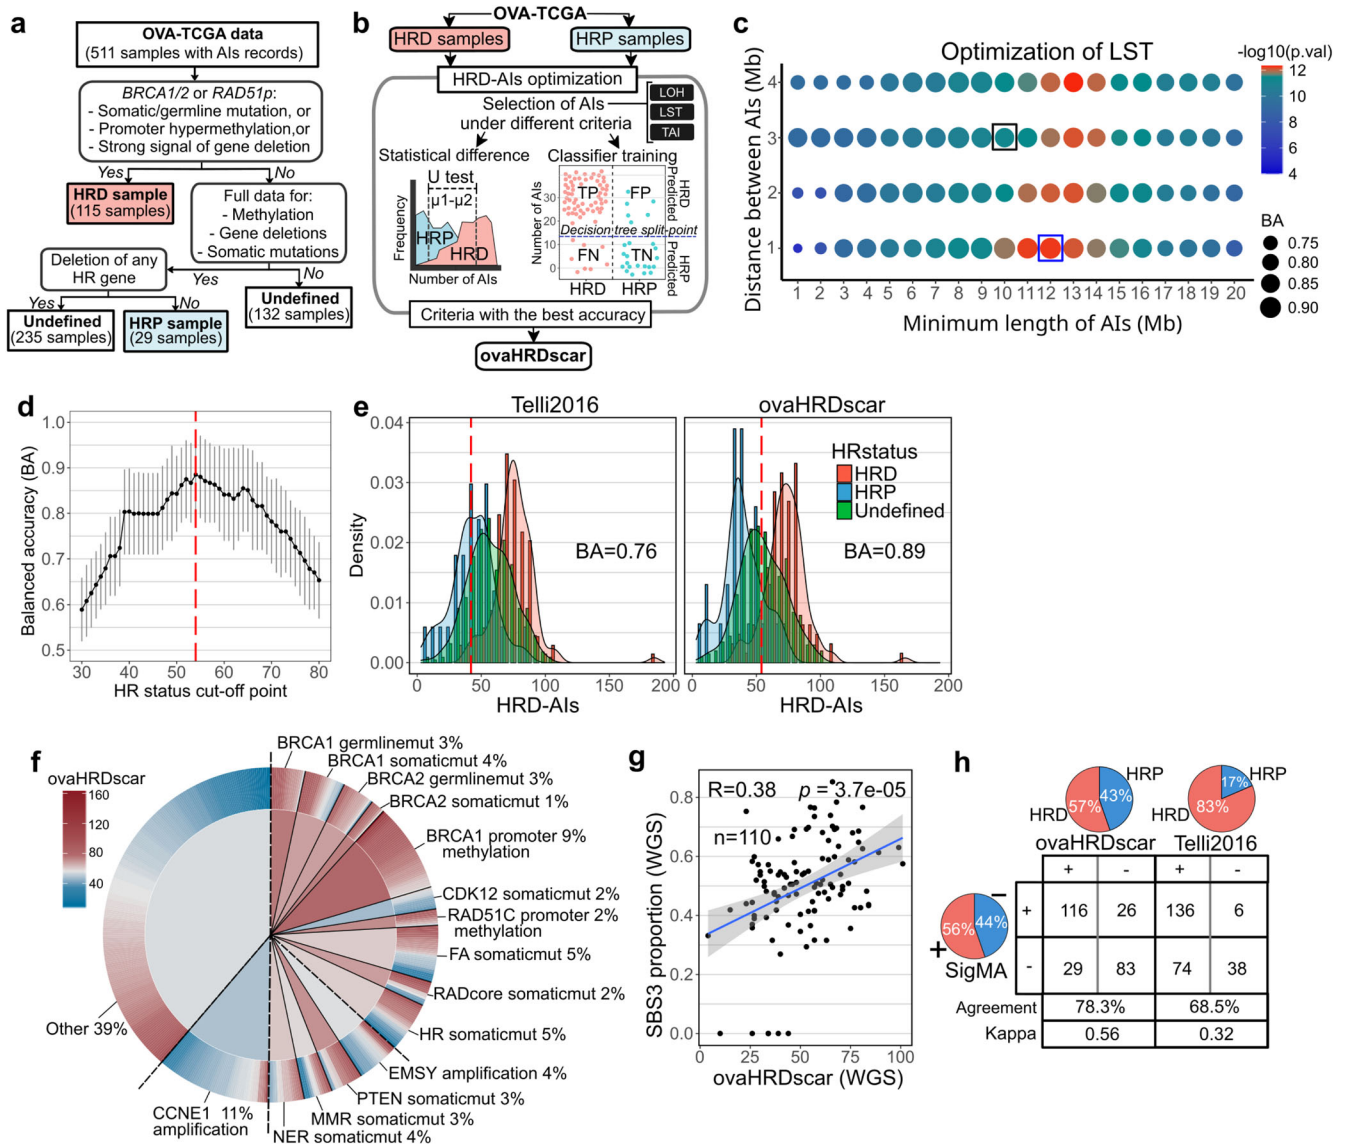 a
OVA-TCGA data
(511 samples with AIs records)
BRCA1/2 or RAD51p:
- Somatic/germline mutation, or
- Promoter hypermethylation,or
- Strong signal of gene deletion
Yes
No
HRD sample
(115 samples)
Full data for:
- Methylation
- Gene deletions
- Somatic mutations
Deletion of any
HR gene
Yes
No
Yes
No
Undefined
(235 samples)
HRP sample
(29 samples)
Undefined
(132 samples)
b
OVA-TCGA
HRD samples
HRP samples
HRD-AIs optimization
Selection of AIs
under different criteria
LOH
LST
TAI
Statistical difference
Classifier training
U test
µ1-µ2
HRP
HRD
Frequency
Number of AIs
Number of AIs
30
20
10
0
TP
FP
Decision tree split-point
FN
TN
HRD
HRP
Predicted
HRD
Predicted
HRP
Criteria with the best accuracy
ovaHRDscar
c
Optimization of LST
Distance between AIs (Mb)
4
3
2
1
1 2 3 4 5 6 7 8 9 10 11 12 13 14 15 16 17 18 19 20
Minimum length of AIs (Mb)
-log10(p.val)
12
10
8
6
4
BA
0.75
0.80
0.85
0.90
d
Balanced accuracy (BA)
1.0
0.9
0.8
0.7
0.6
0.5
30 40 50 60 70 80
HR status cut-off point
e
Telli2016
ovaHRDscar
Density
0.04
0.03
0.02
0.01
0.00
BA=0.76
BA=0.89
HRstatus
HRD
HRP
Undefined
0 50 100 150 200
0 50 100 150 200
HRD-AIs
HRD-AIs
f
ovaHRDscar
160
120
80
40
BRCA1 germlinemut 3%
BRCA1 somaticmut 4%
BRCA2 germlinemut 3%
BRCA2 somaticmut 1%
BRCA1 promoter 9%
methylation
CDK12 somaticmut 2%
RAD51C promoter 2%
methylation
FA somaticmut 5%
RADcore somaticmut 2%
HR somaticmut 5%
EMSY amplification 4%
PTEN somaticmut 3%
MMR somaticmut 3%
NER somaticmut 4%
CCNE1 11%
amplification
Other 39%
g
R=0.38 p = 3.7e-05
n=110
SBS3 proportion (WGS)
0.8
0.6
0.4
0.2
0.0
0 25 50 75 100
ovaHRDscar (WGS)
h
HRP
43%
57%
HRD
HRP
17%
83%
HRD
ovaHRDscar
Telli2016
+ - + -
+ 116 26 136 6
- 29 83 74 38
−
44%
56%
+
SigMA
Agreement 78.3% 68.5%
Kappa 0.56 0.32